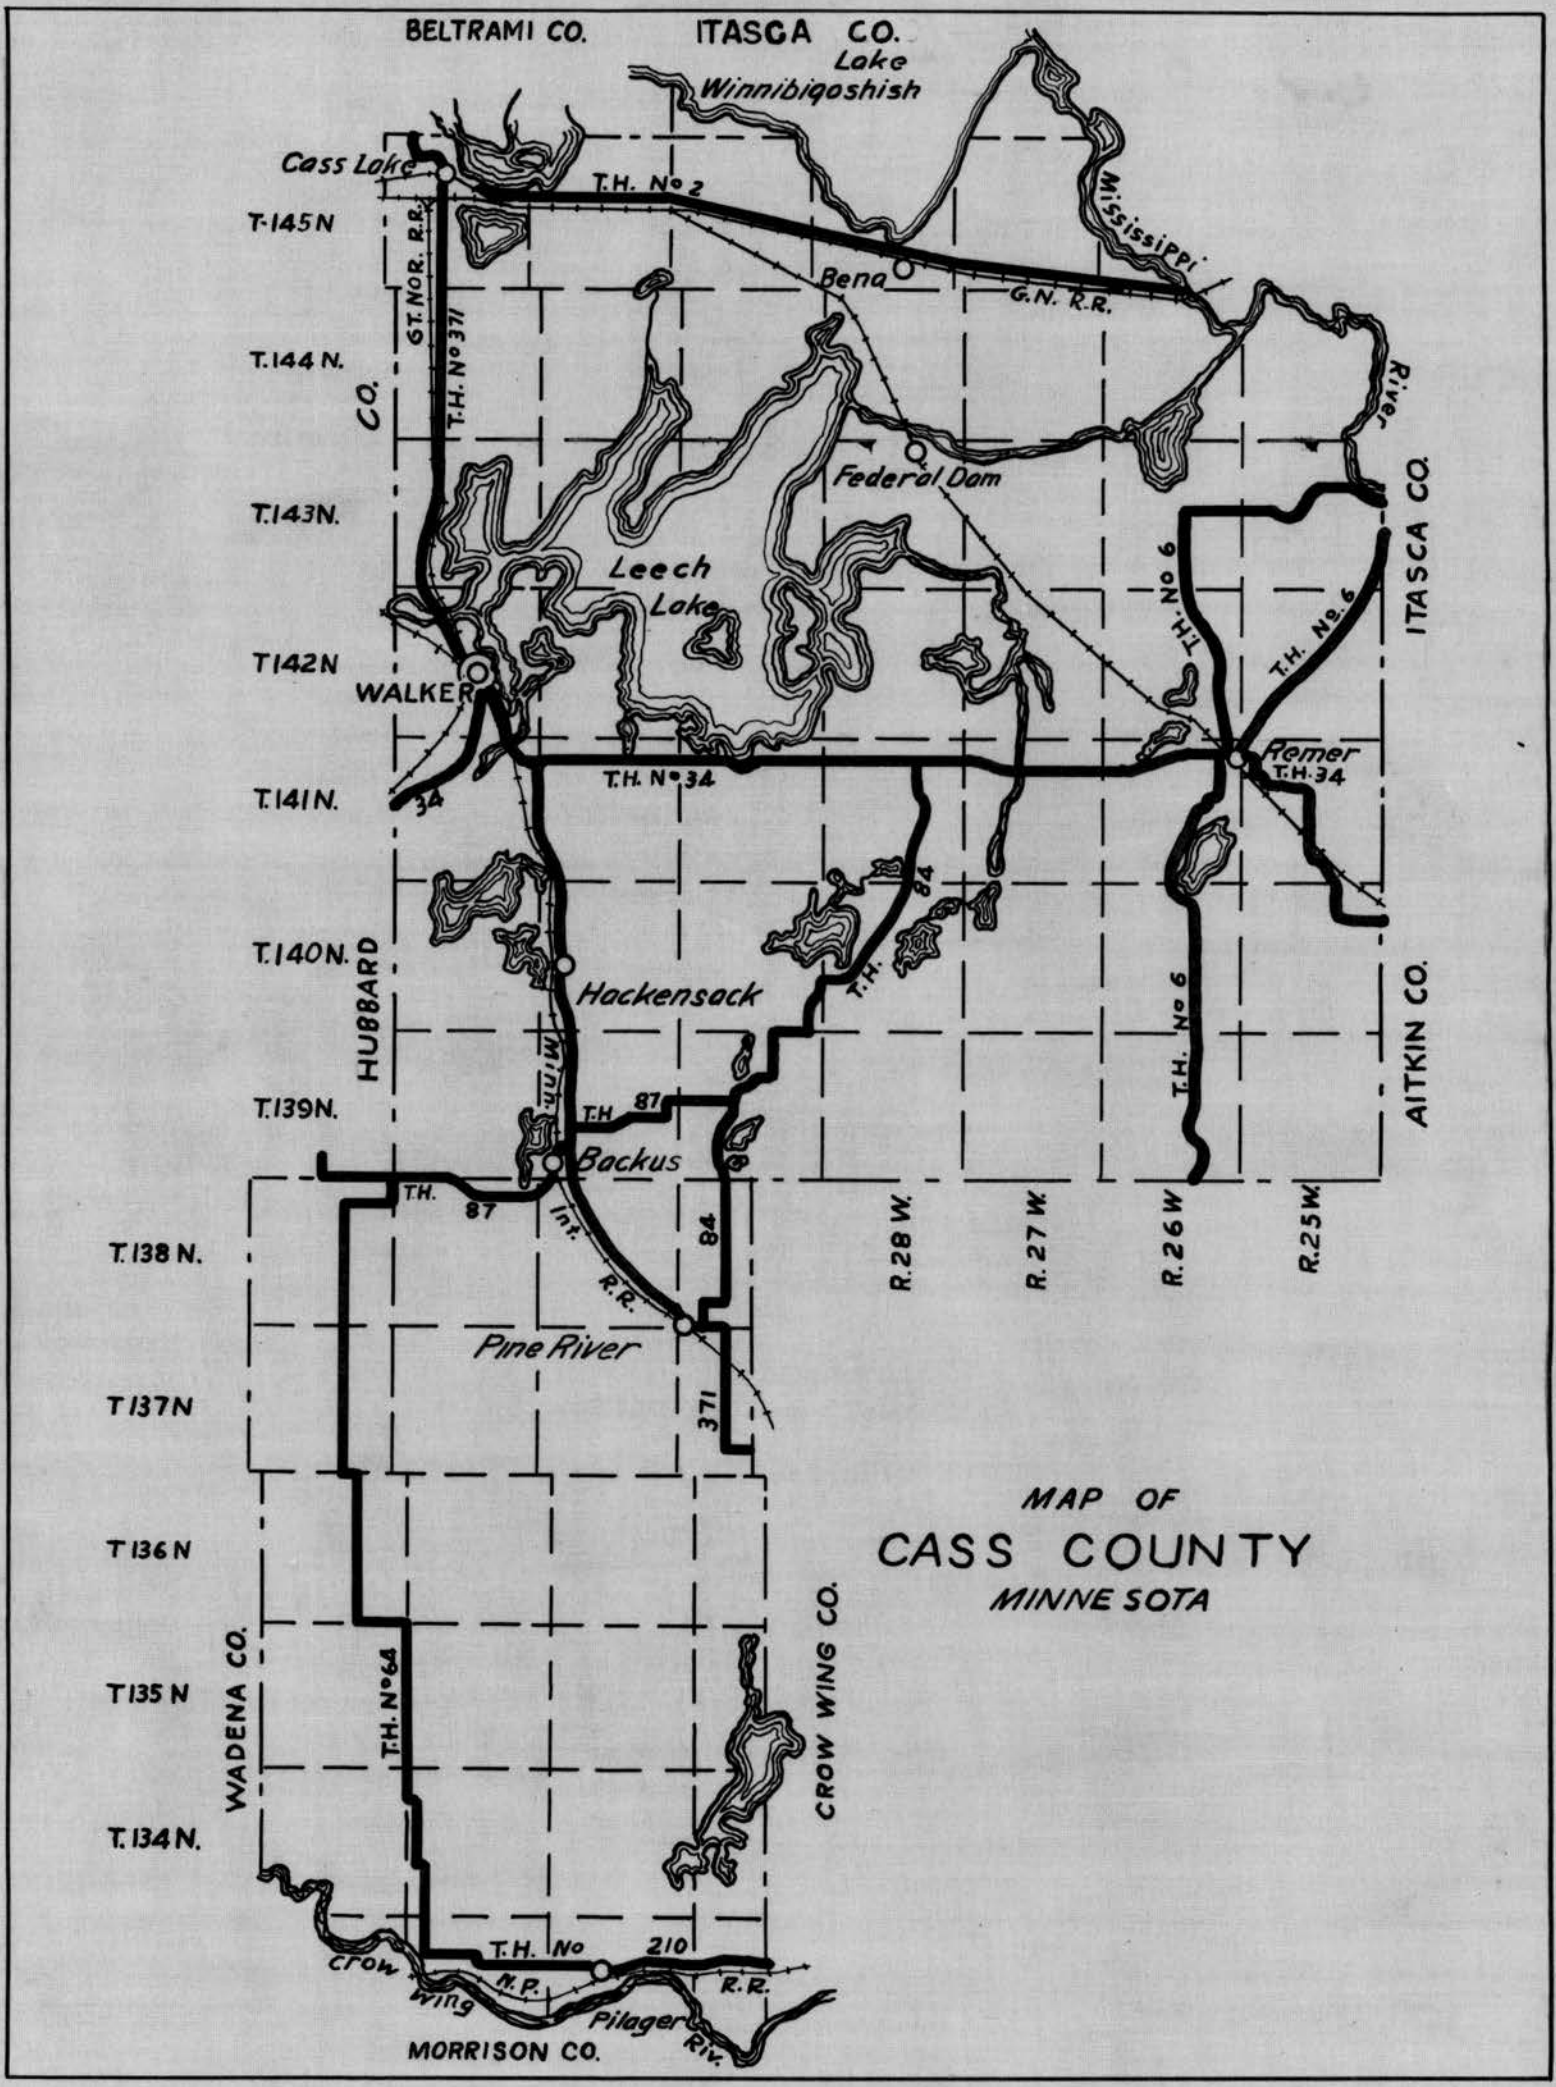 BELTRAMI CO.
ITASCA CO.
Lake
Winnibigoshish
Cass Lake
T.H. No 2
T-145N
Mississippi
River
GT. NOR. R.R.
T.H. No 371
Bena
G.N. R.R.
T.144 N.
CO.
Federal Dam
T.143N.
ITASCA CO.
T.H. No 6
T.H. No. 6
Leech
Lake
T142N
WALKER
Remer
T.H. 34
T.H. No 34
34
T.141N.
84
T.H.
T.140N.
HUBBARD
Hackensack
T.H. No 6
AITKIN CO.
Minn.
T.139N.
T.H 87
Backus
T.H.
87
Int.
R.R.
84
R.28 W.
R.27 W.
R.26 W
R.25W.
T.138 N.
Pine River
T137N
371
MAP OF
CASS COUNTY
MINNESOTA
T136N
WADENA CO.
T.H. No 64
CROW WING CO.
T135 N
T.134 N.
T.H. No 210
Crow
Wing
Riv.
N.P. R.R.
Pilager
MORRISON CO.